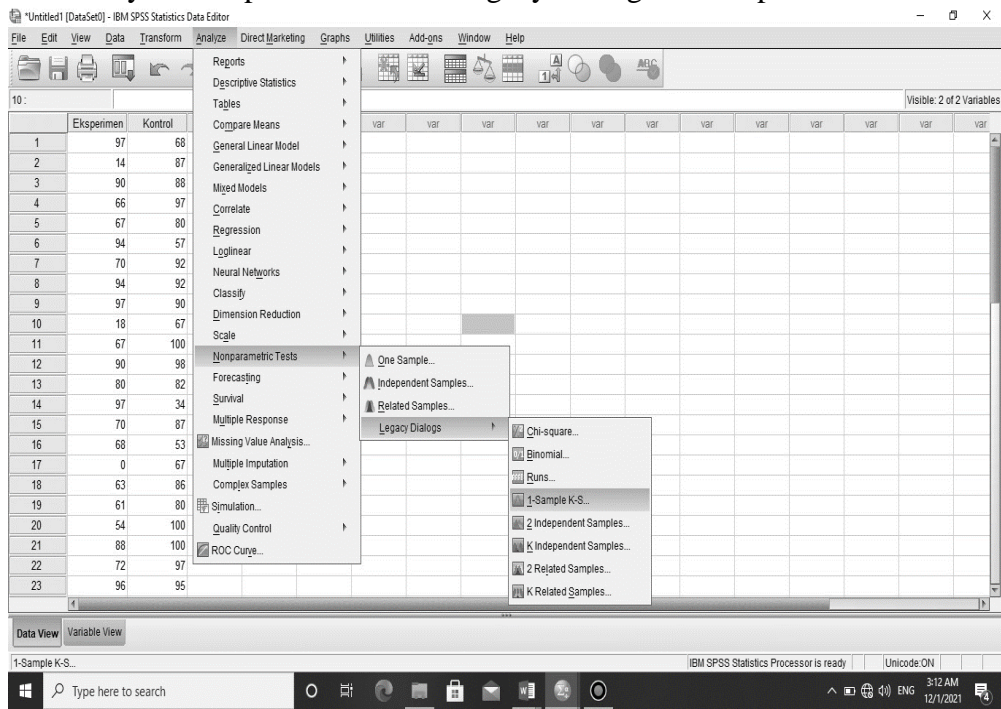 *Untitled1 [DataSet0] - IBM SPSS Statistics Data Editor
File Edit View Data Transform Analyze Direct Marketing Graphs Utilities Add-ons Window Help
10 :
Visible: 2 of 2 Variables
Eksperimen Kontrol var var var var var var var var var var var
1 97 68
2 14 87
3 90 88
4 66 97
5 67 80
6 94 57
7 70 92
8 94 92
9 97 90
10 18 67
11 67 100
12 90 98
13 80 82
14 97 34
15 70 87
16 68 53
17 0 67
18 63 86
19 61 80
20 54 100
21 88 100
22 72 97
23 96 95
Reports
Descriptive Statistics
Tables
Compare Means
General Linear Model
Generalized Linear Models
Mixed Models
Correlate
Regression
Loglinear
Neural Networks
Classify
Dimension Reduction
Scale
Nonparametric Tests
Forecasting
Survival
Multiple Response
Missing Value Analysis...
Multiple Imputation
Complex Samples
Simulation...
Quality Control
ROC Curve...
One Sample...
Independent Samples...
Related Samples...
Legacy Dialogs
Chi-square...
Binomial...
Runs...
1-Sample K-S...
2 Independent Samples...
K Independent Samples...
2 Related Samples...
K Related Samples...
Data View Variable View
1-Sample K-S...
IBM SPSS Statistics Processor is ready Unicode:ON
Type here to search
ENG 3:12 AM
12/1/2021